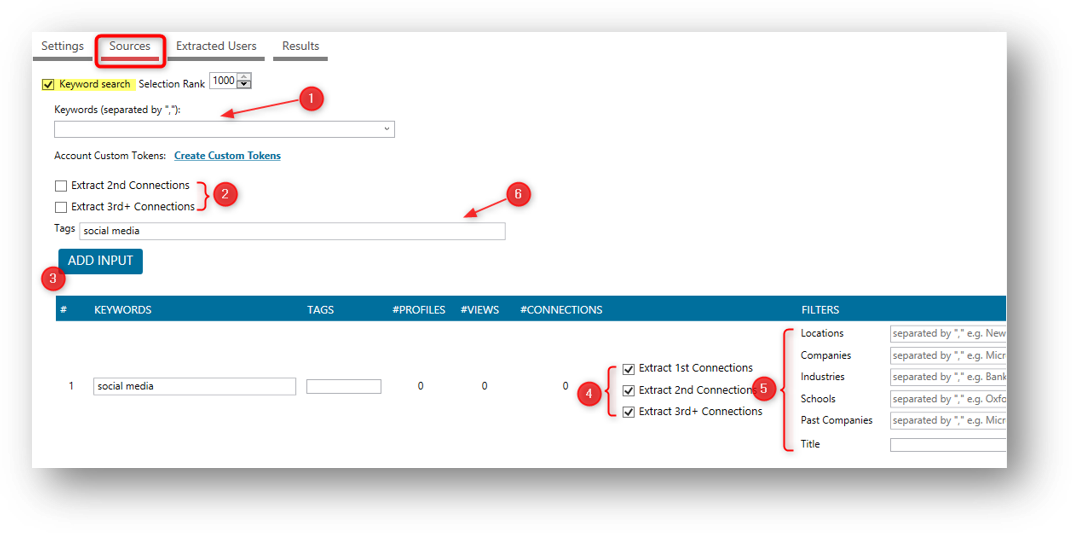 Settings Sources Extracted Users Results
Keyword search Selection Rank 1000
1
Keywords (separated by ","):
Account Custom Tokens: Create Custom Tokens
Extract 2nd Connections
2
6
Extract 3rd+ Connections
Tags social media
ADD INPUT
3
# KEYWORDS TAGS #PROFILES #VIEWS #CONNECTIONS FILTERS
Locations separated by "," e.g. New
Companies separated by "," e.g. Micr
Extract 1st Connections
Industries separated by "," e.g. Bank
1 social media 0 0 0
4 Extract 2nd Connections 5
Schools separated by "," e.g. Oxfo
Extract 3rd+ Connections
Past Companies separated by "," e.g. Micr
Title